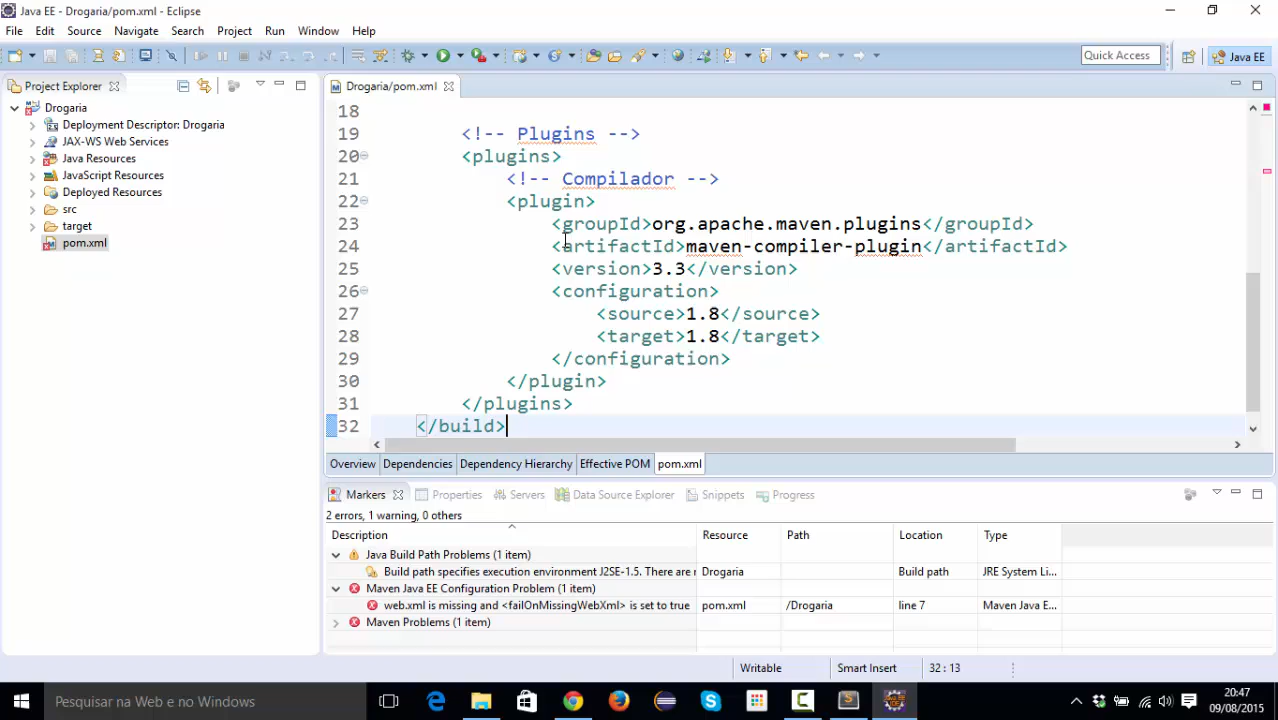 Java EE - Drogaria/pom.xml - Eclipse
File Edit Source Navigate Search Project Run Window Help
Quick Access Java EE
Project Explorer
Drogaria
Deployment Descriptor: Drogaria
JAX-WS Web Services
Java Resources
JavaScript Resources
Deployed Resources
src
target
pom.xml
Drogaria/pom.xml
18
19 <!-- Plugins -->
20 <plugins>
21 <!-- Compilador -->
22 <plugin>
23 <groupId>org.apache.maven.plugins</groupId>
24 <artifactId>maven-compiler-plugin</artifactId>
25 <version>3.3</version>
26 <configuration>
27 <source>1.8</source>
28 <target>1.8</target>
29 </configuration>
30 </plugin>
31 </plugins>
32 </build>
Overview Dependencies Dependency Hierarchy Effective POM pom.xml
Markers Properties Servers Data Source Explorer Snippets Progress
2 errors, 1 warning, 0 others
Description Resource Path Location Type
Java Build Path Problems (1 item)
Build path specifies execution environment J2SE-1.5. There are r Drogaria Build path JRE System Li...
Maven Java EE Configuration Problem (1 item)
web.xml is missing and <failOnMissingWebXml> is set to true pom.xml /Drogaria line 7 Maven Java E...
Maven Problems (1 item)
Writable Smart Insert 32 : 13
Pesquisar na Web e no Windows
20:47
09/08/2015